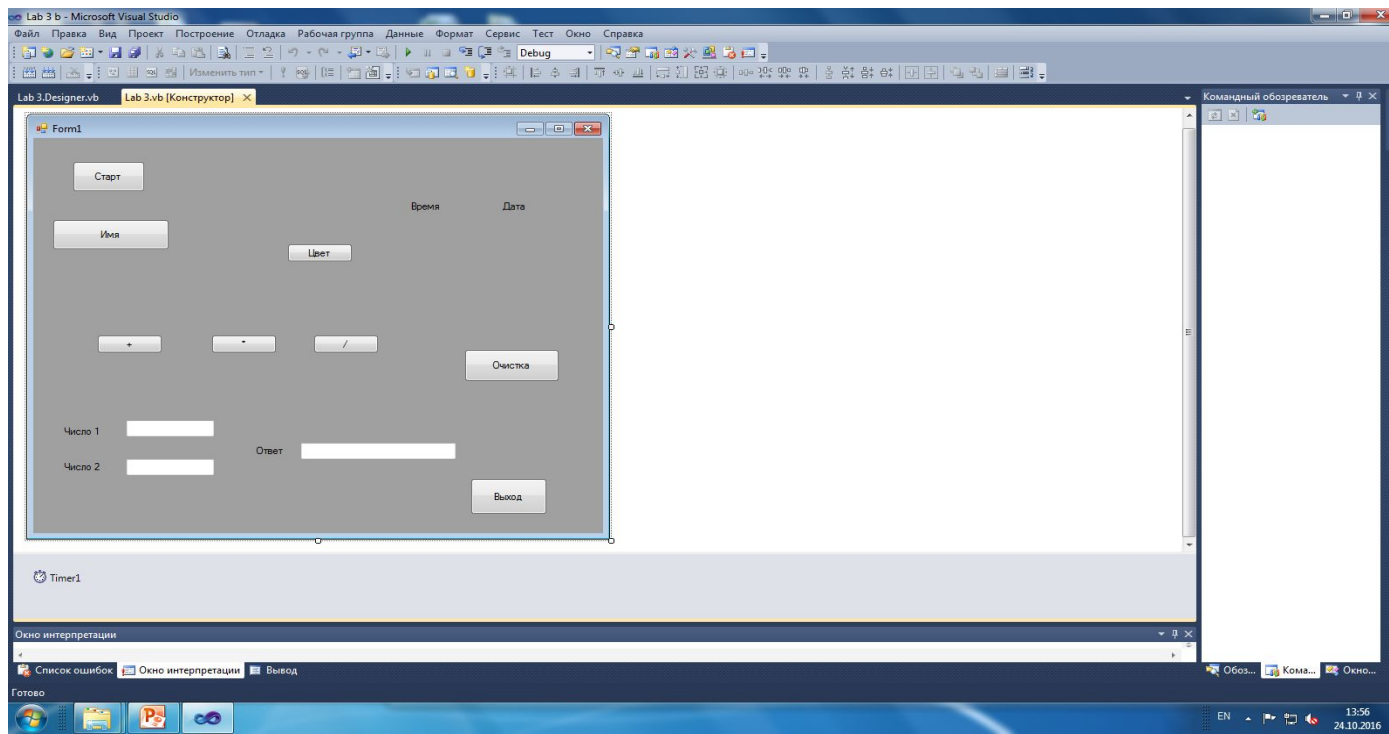 Lab 3 b - Microsoft Visual Studio
Файл Правка Вид Проект Построение Отладка Рабочая группа Данные Формат Сервис Тест Окно Справка
Debug
Изменить тип
Lab 3.Designer.vb Lab 3.vb [Конструктор]
Командный обозреватель
Form1
Старт
Время Дата
Имя
Цвет
+ * /
Очистка
Число 1
Ответ
Число 2
Выход
Timer1
Окно интерпретации
Список ошибок Окно интерпретации Вывод
Обоз... Кома... Окно...
Готово
EN 13:56
24.10.2016